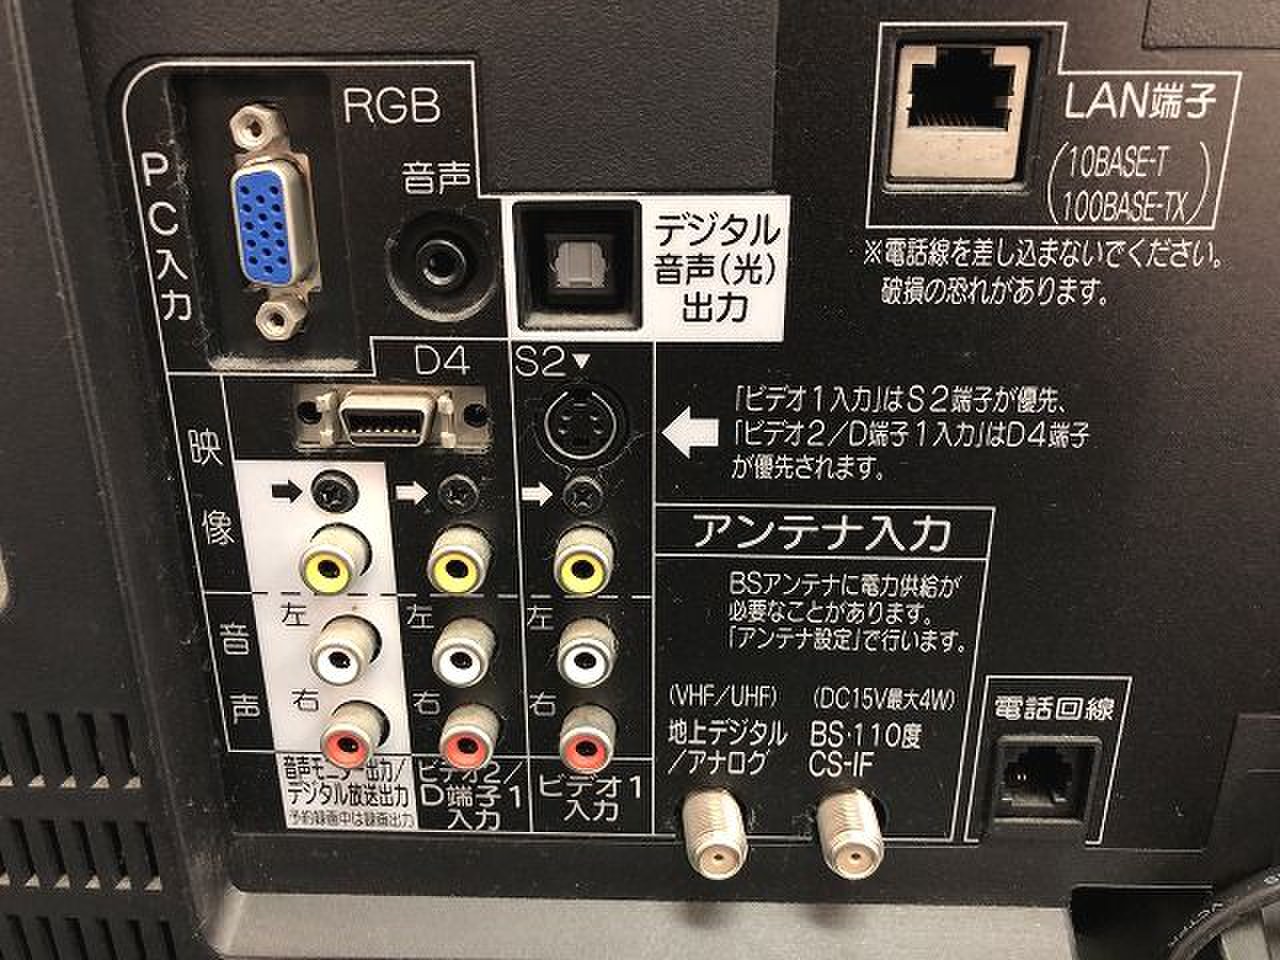 PC入力
RGB
音声
デジタル
音声(光)
出力
LAN端子
(10BASE-T
100BASE-TX)
※電話線を差し込まないでください。
破損の恐れがあります。
D4
S2▼
映像
「ビデオ1入力」はS2端子が優先、
「ビデオ2/D端子1入力」はD4端子
が優先されます。
アンテナ入力
BSアンテナに電力供給が
必要なことがあります。
「アンテナ設定」で行います。
音声
左
左
左
右
右
右
(VHF/UHF)
地上デジタル
/アナログ
(DC15V最大4W)
BS・110度
CS-IF
電話回線
音声モニター出力/
デジタル放送出力
予約録画中は録画出力
ビデオ2/
D端子1
入力
ビデオ1
入力